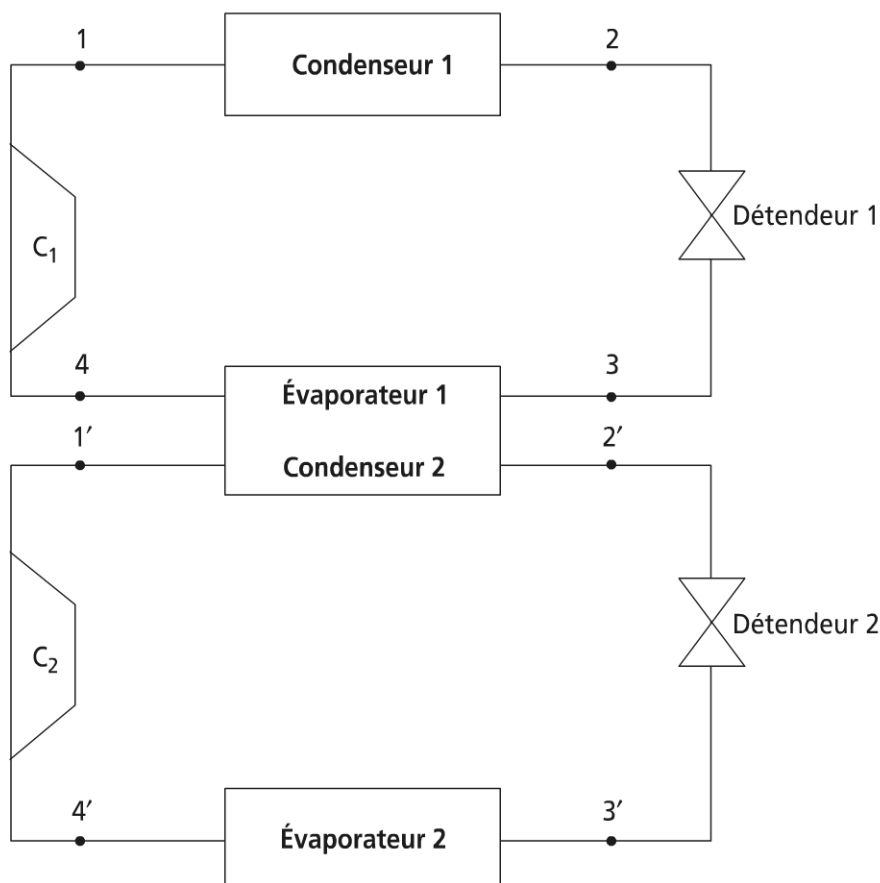 1
2
Condenseur 1
Détendeur 1
C₁
4
3
Évaporateur 1
1′
2′
Condenseur 2
Détendeur 2
C₂
4′
3′
Évaporateur 2